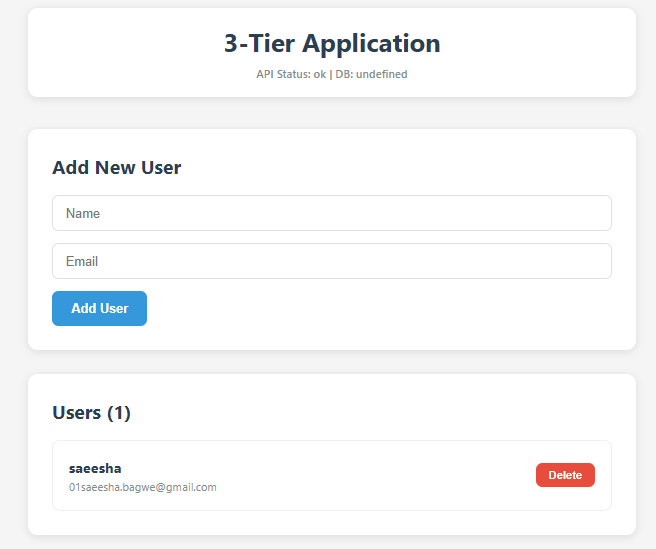 3-Tier Application
API Status: ok | DB: undefined
Add New User
Name
Email
Add User
Users (1)
saeesha
01saeesha.bagwe@gmail.com
Delete